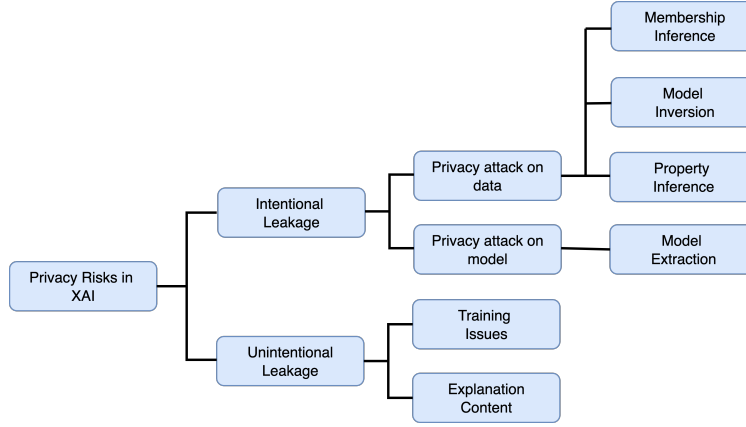 Membership
Inference
Model
Inversion
Privacy attack on
data
Property
Inference
Intentional
Leakage
Privacy attack on
model
Model
Extraction
Privacy Risks in
XAI
Training
Issues
Unintentional
Leakage
Explanation
Content